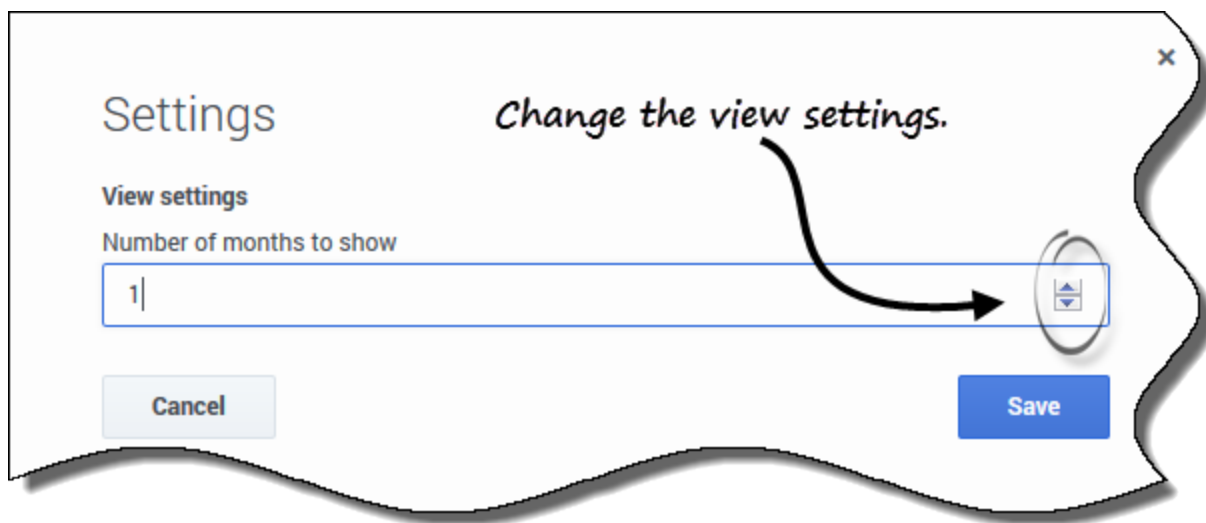 ×
Settings
Change the view settings.
View settings
Number of months to show
1
Cancel
Save